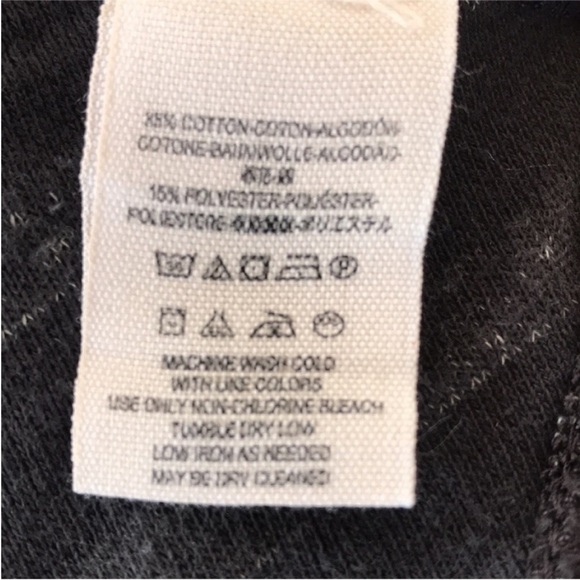 85% COTTON-COTON-ALGODÓN-
COTONE-BAUMWOLLE-ALGODÃO-
15% POLYESTER-POLIÉSTER-
POLIESTERE-ポリエステル
MACHINE WASH COLD
WITH LIKE COLORS
USE ONLY NON-CHLORINE BLEACH
TUMBLE DRY LOW
LOW IRON AS NEEDED
MAY BE DRY CLEANED